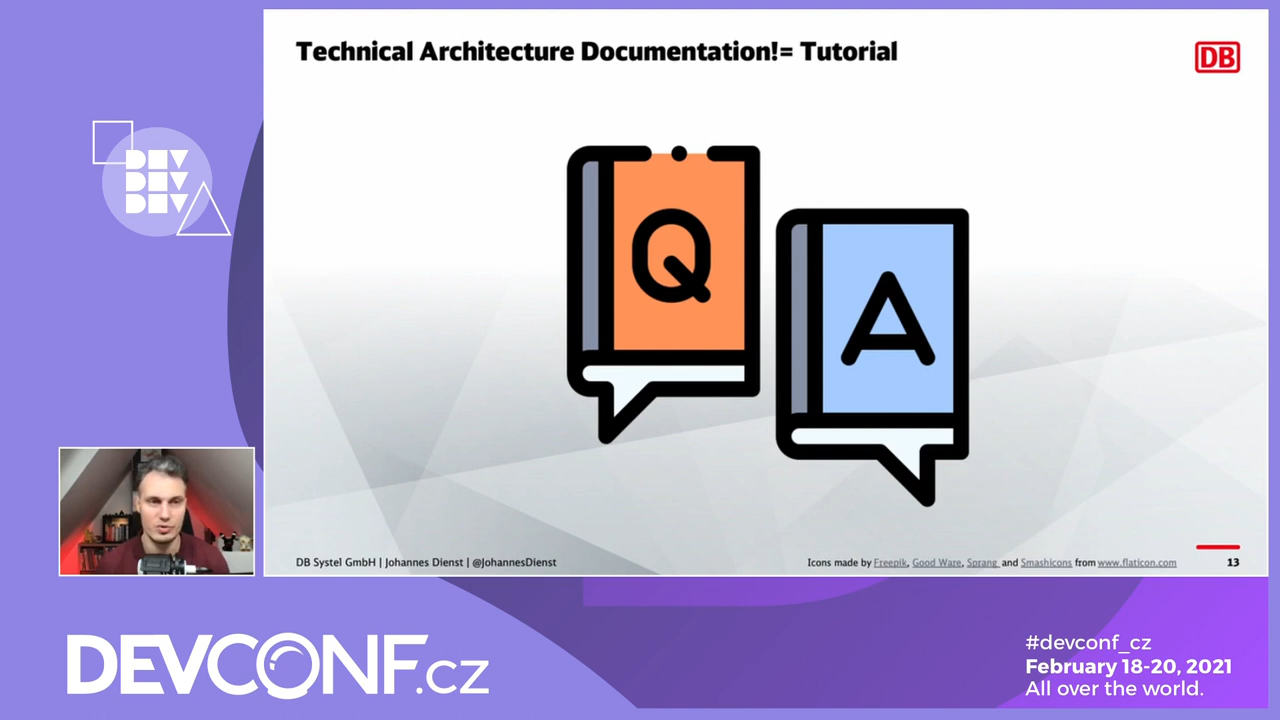 Technical Architecture Documentation!= Tutorial
DB
DEV
DEV
DEV
Q
A
DB Systel GmbH | Johannes Dienst | @JohannesDienst
Icons made by Freepik, Good Ware, Sprang and Smashicons from www.flaticon.com
13
DEVCONF.cz
#devconf_cz
February 18-20, 2021
All over the world.